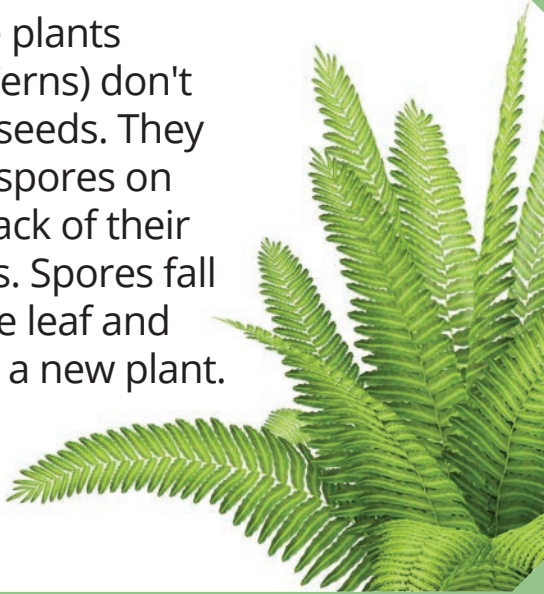 plants
erns) don't
seeds. They
spores on
ack of their
s. Spores fall
e leaf and
a new plant.